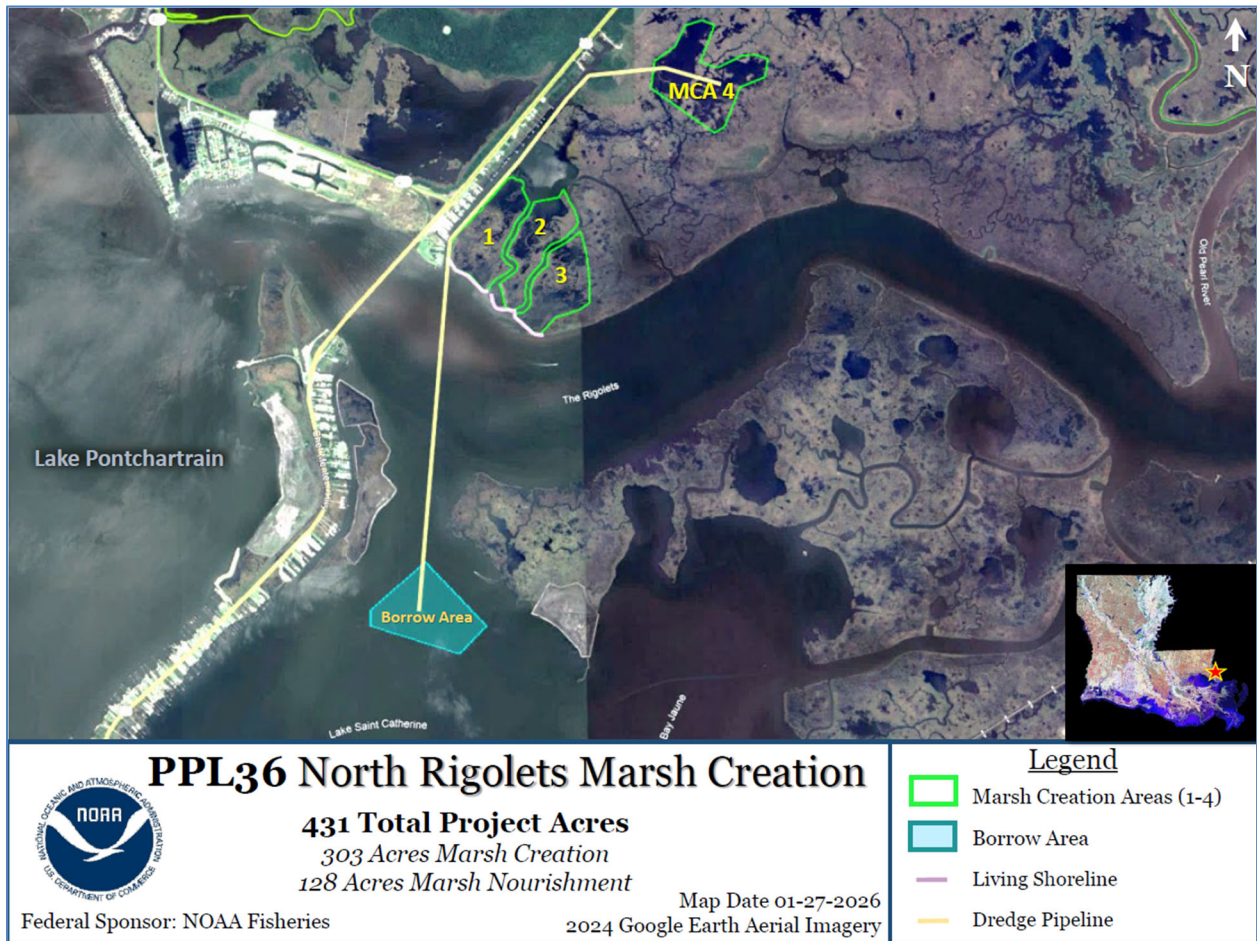 N
MCA 4
1
2
3
Old Pearl River
The Rigolets
Lake Pontchartrain
Borrow Area
Lake Saint Catherine
Bay Jaune
PPL36 North Rigolets Marsh Creation
431 Total Project Acres
303 Acres Marsh Creation
128 Acres Marsh Nourishment
NATIONAL OCEANIC AND ATMOSPHERIC ADMINISTRATION
NOAA
U.S. DEPARTMENT OF COMMERCE
Federal Sponsor: NOAA Fisheries
Map Date 01-27-2026
2024 Google Earth Aerial Imagery
Legend
Marsh Creation Areas (1-4)
Borrow Area
Living Shoreline
Dredge Pipeline